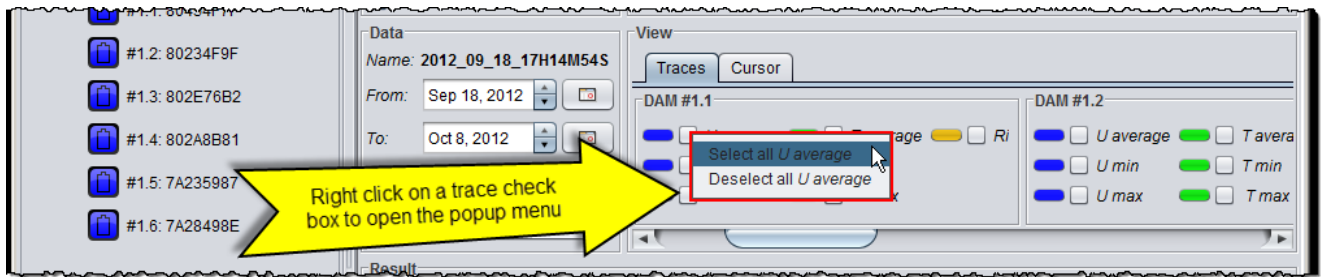 #1.1: 80434F1F
#1.2: 80234F9F
#1.3: 802E76B2
#1.4: 802A8B81
#1.5: 7A235987
#1.6: 7A28498E
Data
Name: 2012_09_18_17H14M54S
From: Sep 18, 2012
To: Oct 8, 2012
Result
View
Traces Cursor
DAM #1.1
Ri
Select all U average
Deselect all U average
DAM #1.2
U average T avera
U min T min
U max T max
Right click on a trace check
box to open the popup menu